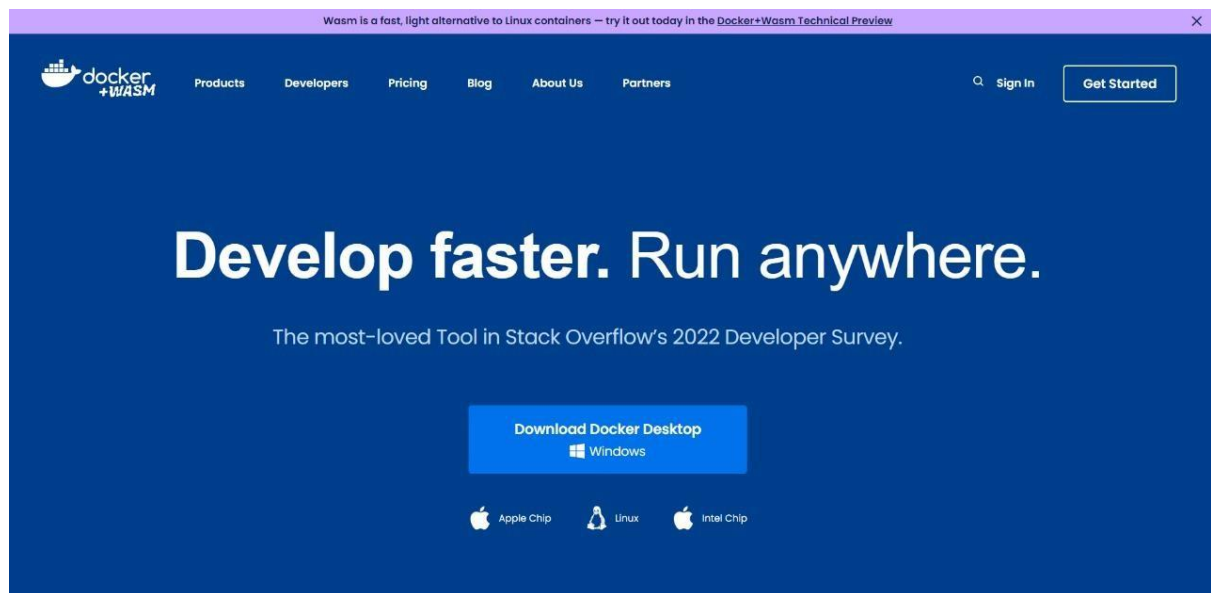 Wasm is a fast, light alternative to Linux containers — try it out today in the Docker+Wasm Technical Preview
docker
+WASM
Products Developers Pricing Blog About Us Partners Sign In Get Started
Develop faster. Run anywhere.
The most-loved Tool in Stack Overflow's 2022 Developer Survey.
Download Docker Desktop
Windows
Apple Chip Linux Intel Chip